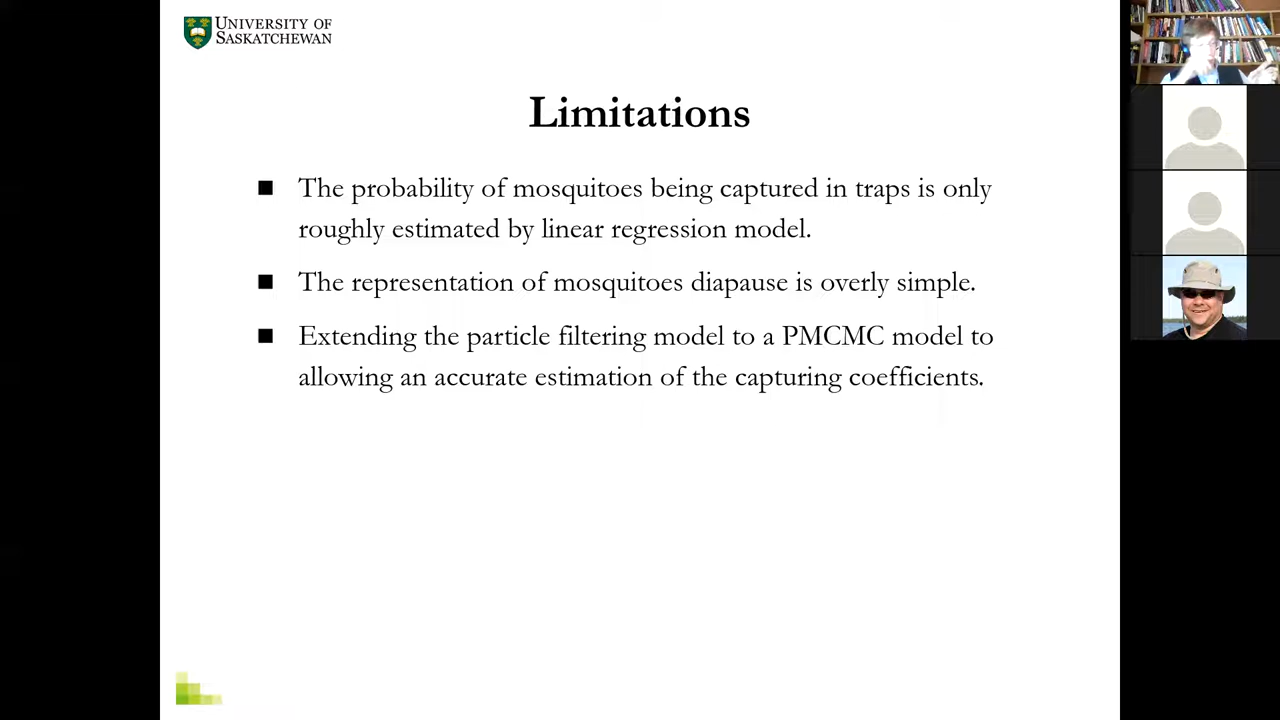 UNIVERSITY OF
SASKATCHEWAN
Limitations
The probability of mosquitoes being captured in traps is only
roughly estimated by linear regression model.
The representation of mosquitoes diapause is overly simple.
Extending the particle filtering model to a PMCMC model to
allowing an accurate estimation of the capturing coefficients.